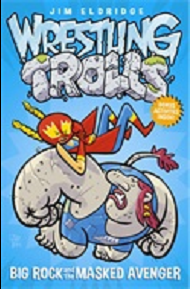 JIM ELDRIDGE
WRESTLING
TROLLS
BIG ROCK AND THE MASKED AVENGER